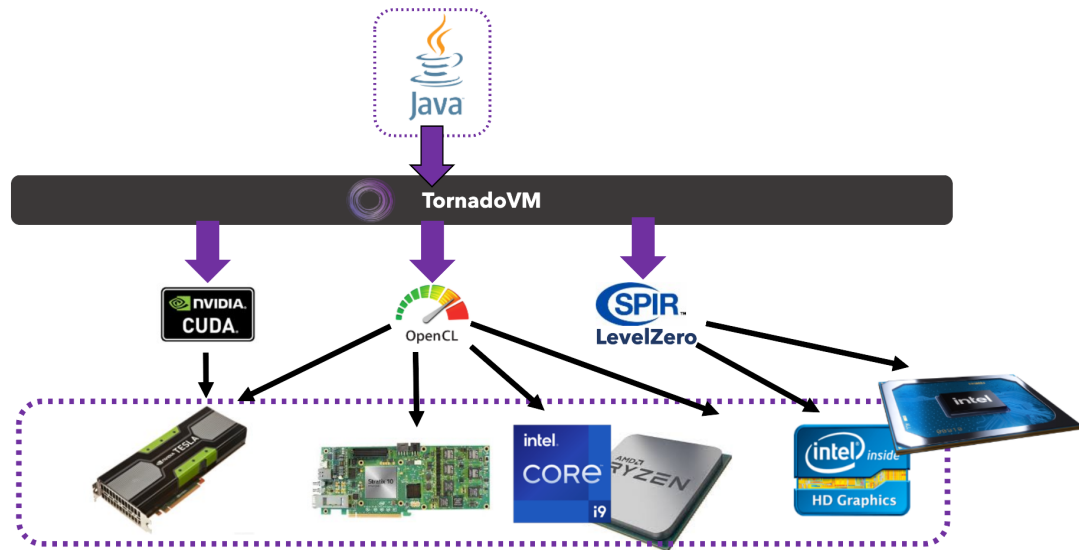 Java
TornadoVM
NVIDIA.
CUDA.
OpenCL
SPIR™
LevelZero
TESLA
Stratix 10
intel.
CORE
i9
AMD
RYZEN
intel
inside
HD Graphics
intel